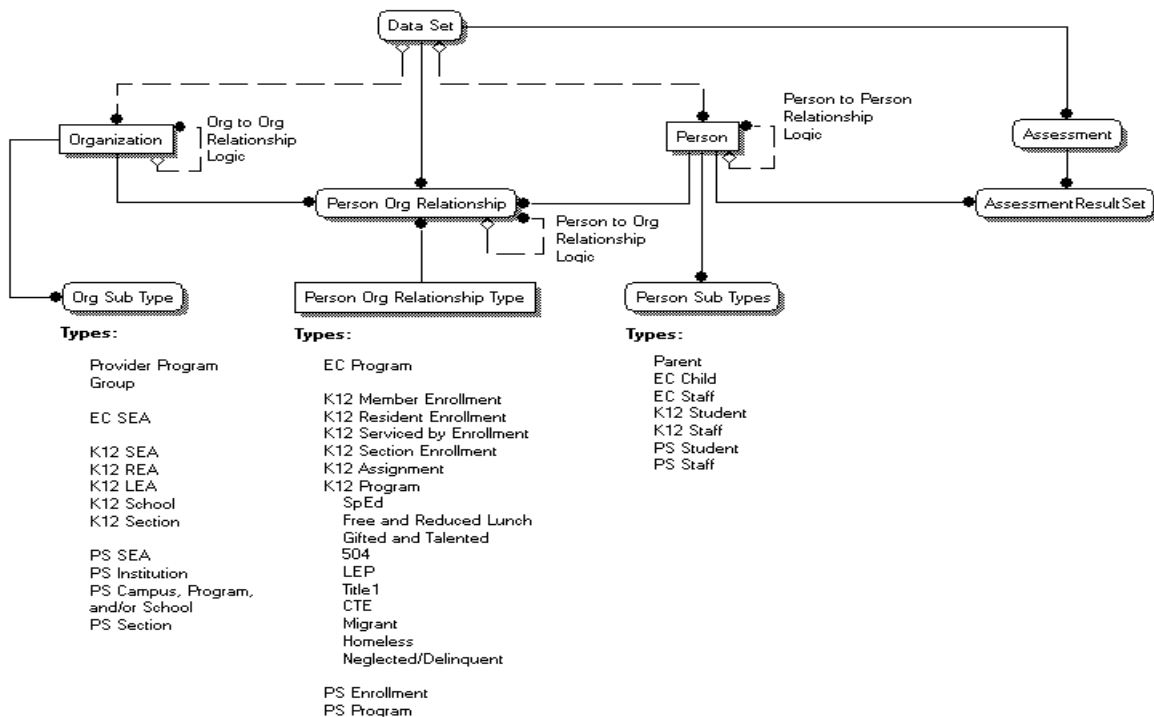 Data Set
Person to Person
Relationship
Logic
Org to Org
Relationship
Logic
Organization
Person
Assessment
Person Org Relationship
AssessmentResultSet
Person to Org
Relationship
Logic
Org Sub Type
Person Org Relationship Type
Person Sub Types
Types:
Provider Program
Group
EC SEA
K12 SEA
K12 REA
K12 LEA
K12 School
K12 Section
PS SEA
PS Institution
PS Campus, Program,
and/or School
PS Section
Types:
EC Program
K12 Member Enrollment
K12 Resident Enrollment
K12 Serviced by Enrollment
K12 Section Enrollment
K12 Assignment
K12 Program
SpEd
Free and Reduced Lunch
Gifted and Talented
504
LEP
Title1
CTE
Migrant
Homeless
Neglected/Delinquent
PS Enrollment
PS Program
Types:
Parent
EC Child
EC Staff
K12 Student
K12 Staff
PS Student
PS Staff